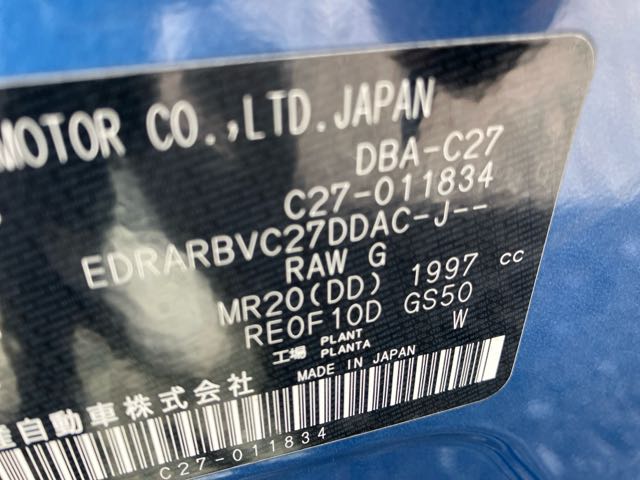 MOTOR CO.,LTD.JAPAN
DBA-C27
C27-011834
EDRARBVC27DDAC-J--
RAW G
MR20(DD) 1997 cc
RE0F10D GS50
工場 PLANT PLANTA W
MADE IN JAPAN
産自動車株式会社
C27-011834